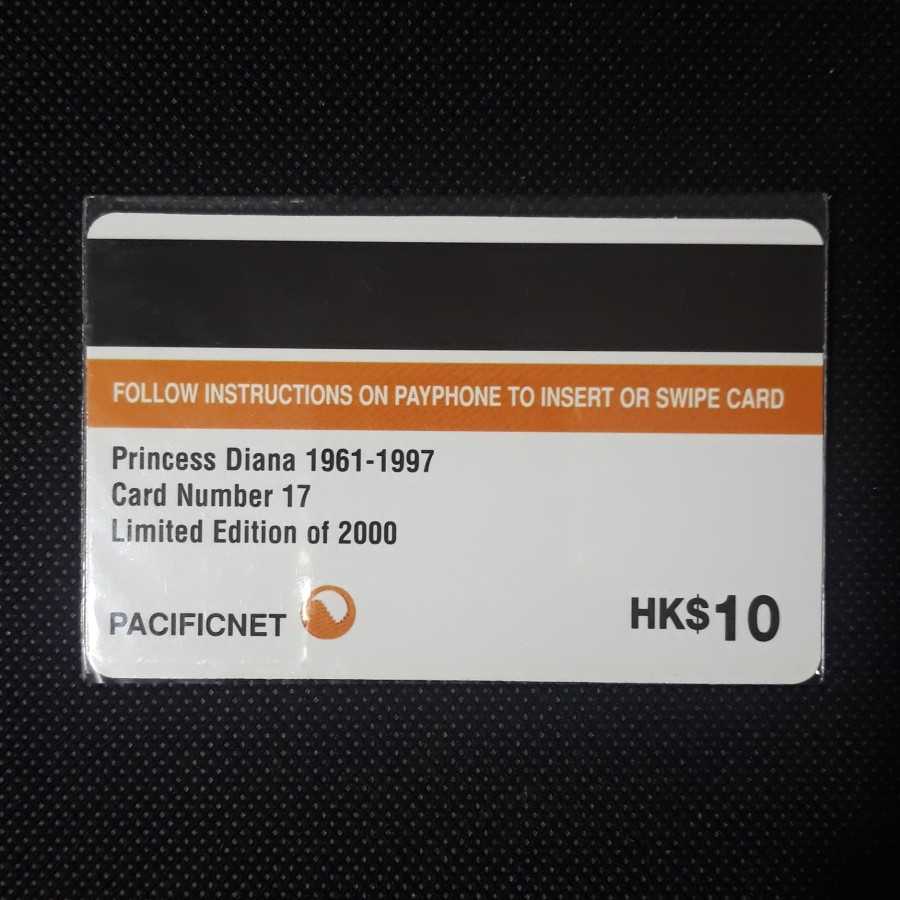 FOLLOW INSTRUCTIONS ON PAYPHONE TO INSERT OR SWIPE CARD
Princess Diana 1961-1997
Card Number 17
Limited Edition of 2000
PACIFICNET
HK$10